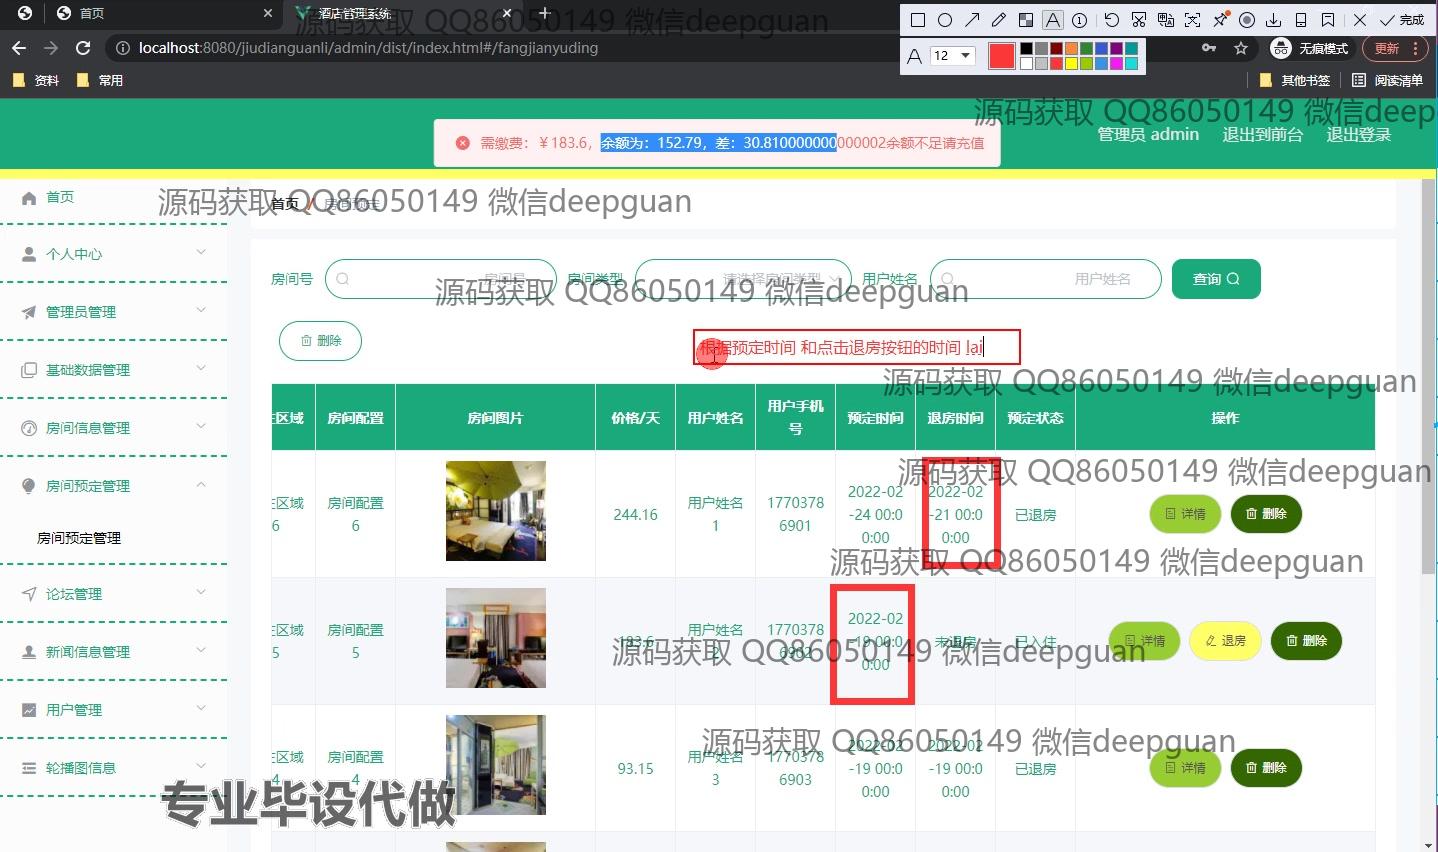 首页
酒店管理系统
完成
localhost:8080/jiudianguanli/admin/dist/index.html#/fangjianyuding
12
无痕模式
更新
资料
常用
其他书签
阅读清单
源码获取 QQ86050149 微信deepguan
源码获取 QQ86050149 微信deep
需缴费：￥183.6，余额为：152.79，差：30.810000000000002余额不足请充值
管理员 admin
退出到前台
退出登录
首页
个人中心
管理员管理
基础数据管理
房间信息管理
房间预定管理
房间预定管理
论坛管理
新闻信息管理
用户管理
轮播图信息
首页 / 房间预定
源码获取 QQ86050149 微信deepguan
房间号
房间号
房间类型
请选择房间类型
用户姓名
用户姓名
查询
源码获取 QQ86050149 微信deepguan
删除
根据预定时间 和点击退房按钮的时间 lai
源码获取 QQ86050149 微信deepguan
区域
房间配置
房间图片
价格/天
用户姓名
用户手机号
预定时间
退房时间
预定状态
操作
区域6
房间配置6
244.16
用户姓名1
17703786901
2022-02-24 00:00:00
2022-02-21 00:00:00
已退房
详情
删除
源码获取 QQ86050149 微信deepguan
源码获取 QQ86050149 微信deepguan
区域5
房间配置5
183.6
用户姓名2
17703786902
2022-02-19 00:00:00
未退房
已入住
详情
退房
删除
源码获取 QQ86050149 微信deepguan
区域4
房间配置4
93.15
用户姓名3
17703786903
2022-02-19 00:00:00
2022-02-19 00:00:00
已退房
详情
删除
源码获取 QQ86050149 微信deepguan
专业毕设代做